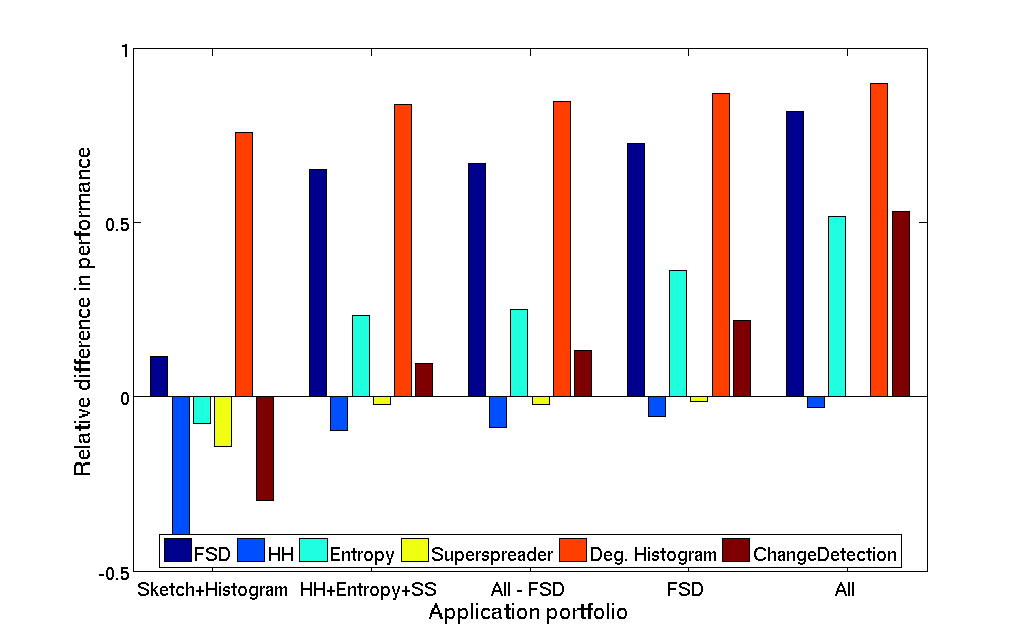 1
0.5
0
-0.5
Relative difference in performance
FSD HH Entropy Superspreader Deg. Histogram ChangeDetection
Sketch+Histogram HH+Entropy+SS All - FSD FSD All
Application portfolio